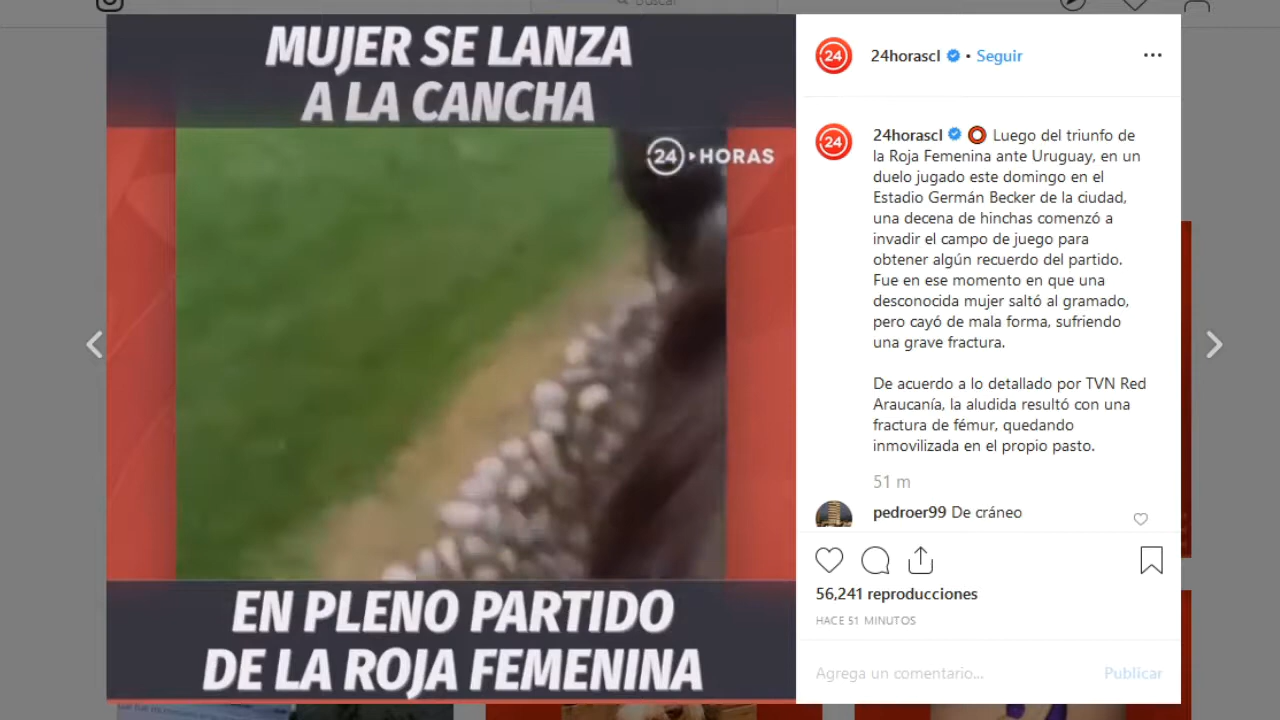 Buscar
MUJER SE LANZA
A LA CANCHA
24 HORAS
EN PLENO PARTIDO
DE LA ROJA FEMENINA
24
24horascl • Seguir
24
24horascl Luego del triunfo de
la Roja Femenina ante Uruguay, en un
duelo jugado este domingo en el
Estadio Germán Becker de la ciudad,
una decena de hinchas comenzó a
invadir el campo de juego para
obtener algún recuerdo del partido.
Fue en ese momento en que una
desconocida mujer saltó al gramado,
pero cayó de mala forma, sufriendo
una grave fractura.
De acuerdo a lo detallado por TVN Red
Araucanía, la aludida resultó con una
fractura de fémur, quedando
inmovilizada en el propio pasto.
51 m
pedroer99 De cráneo
56,241 reproducciones
HACE 51 MINUTOS
Agrega un comentario... Publicar